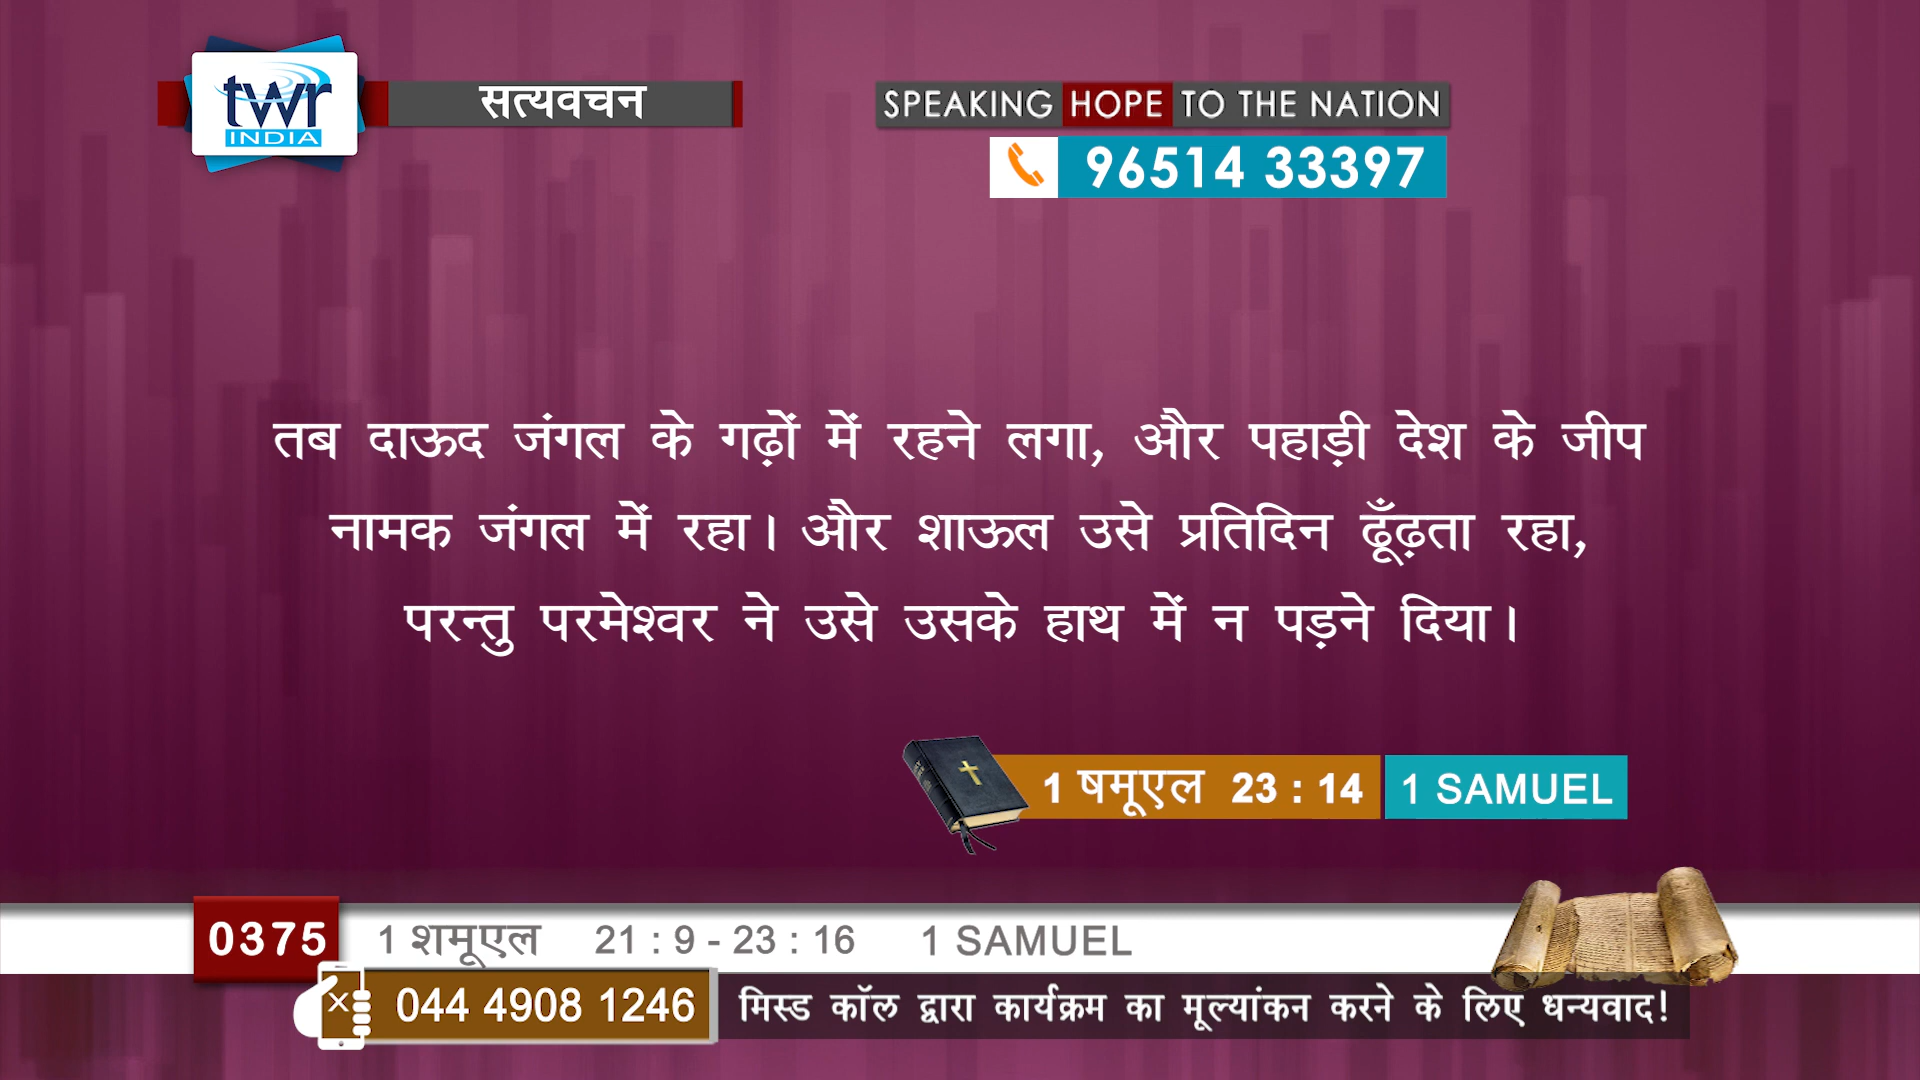 twr
INDIA
सत्यवचन
SPEAKING HOPE TO THE NATION
96514 33397
तब दाऊद जंगल के गढ़ों में रहने लगा, और पहाड़ी देश के जीप
नामक जंगल में रहा। और शाऊल उसे प्रतिदिन ढूँढ़ता रहा,
परन्तु परमेश्वर ने उसे उसके हाथ में न पड़ने दिया।
1 षमूएल 23 : 14 1 SAMUEL
0375 1 शमूएल 21 : 9 - 23 : 16 1 SAMUEL
044 4908 1246 मिस्ड कॉल द्वारा कार्यक्रम का मूल्यांकन करने के लिए धन्यवाद!